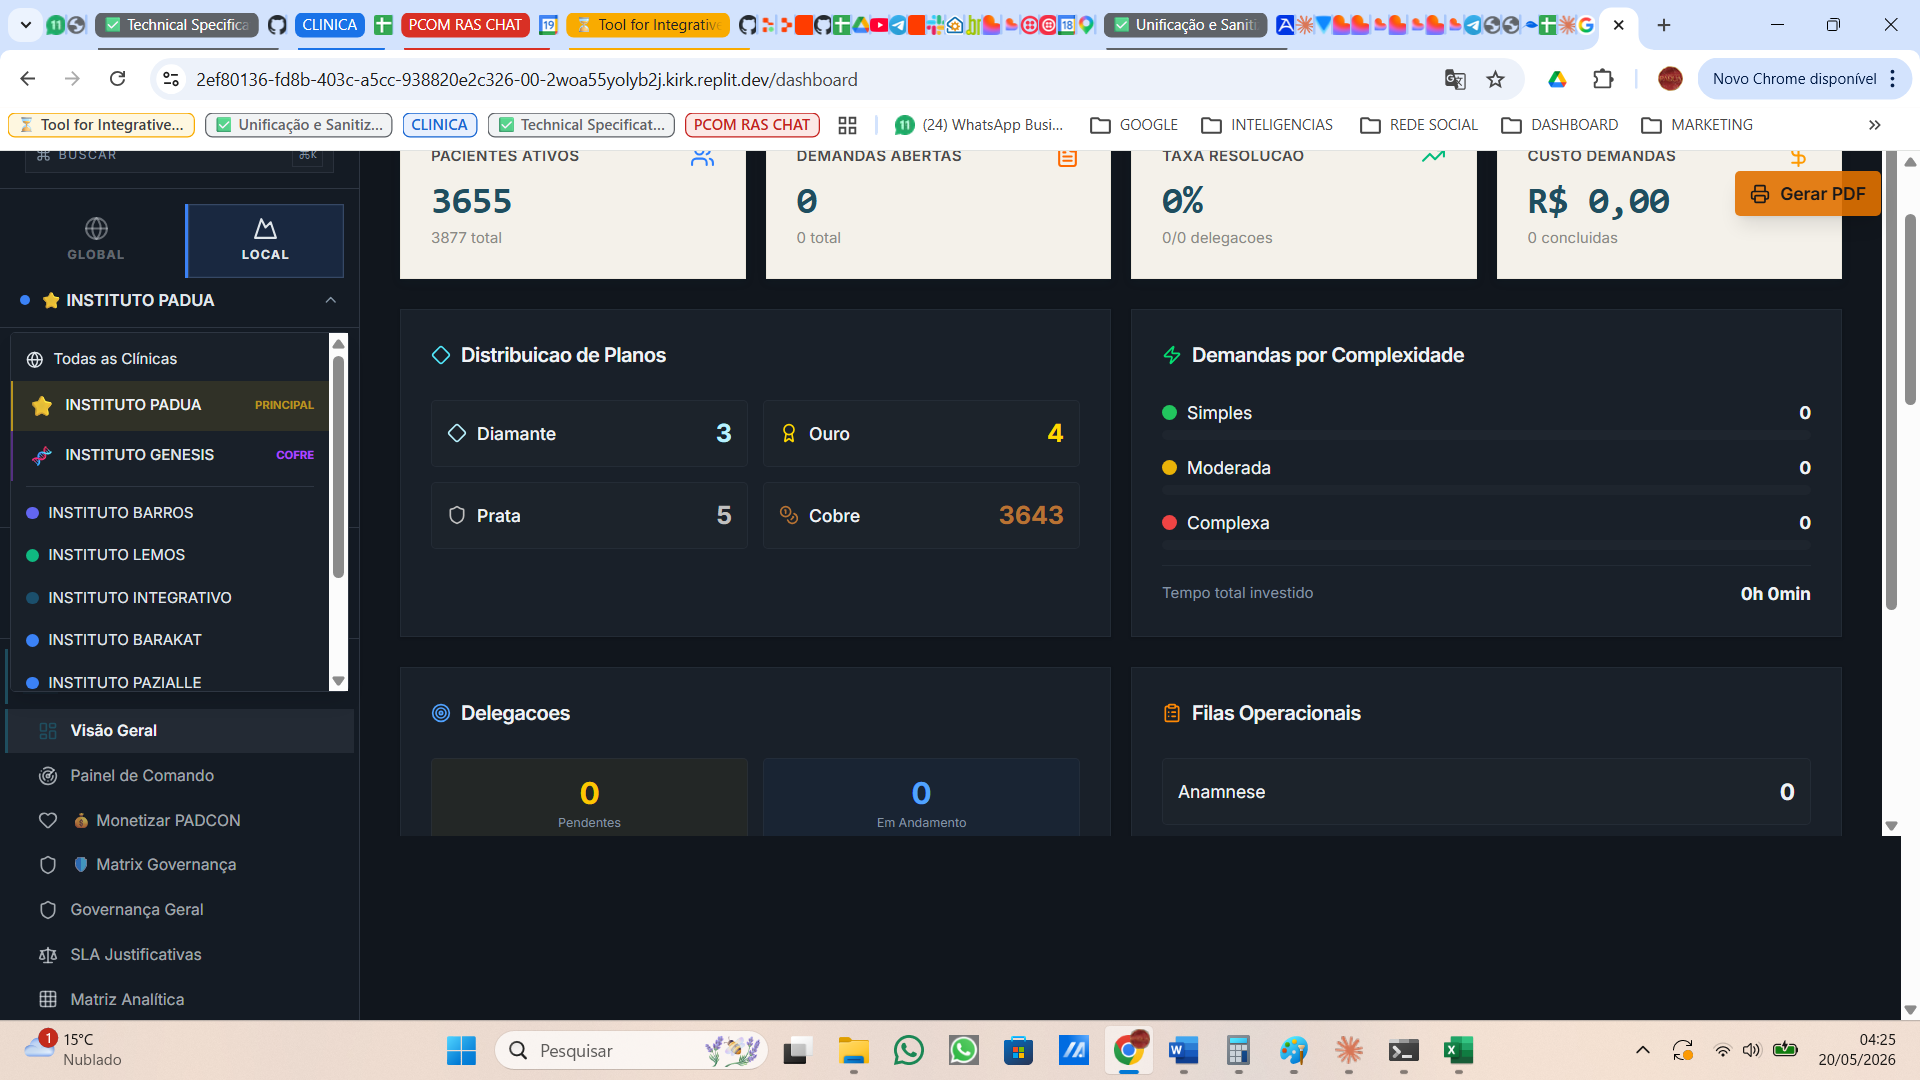 Technical Specifica
CLINICA
PCOM RAS CHAT
Tool for Integrative
Unificação e Saniti
2ef80136-fd8b-403c-a5cc-938820e2c326-00-2woa55yolyb2j.kirk.replit.dev/dashboard
Novo Chrome disponível
Tool for Integrative...
Unificação e Sanitiz...
CLINICA
Technical Specificat...
PCOM RAS CHAT
(24) WhatsApp Busi...
GOOGLE
INTELIGENCIAS
REDE SOCIAL
DASHBOARD
MARKETING
»
⌘ BUSCAR
⌘K
GLOBAL
LOCAL
INSTITUTO PADUA
Todas as Clínicas
INSTITUTO PADUA PRINCIPAL
INSTITUTO GENESIS COFRE
INSTITUTO BARROS
INSTITUTO LEMOS
INSTITUTO INTEGRATIVO
INSTITUTO BARAKAT
INSTITUTO PAZIALLE
Visão Geral
Painel de Comando
Monetizar PADCON
Matrix Governança
Governança Geral
SLA Justificativas
Matriz Analítica
PACIENTES ATIVOS
3655
3877 total
DEMANDAS ABERTAS
0
0 total
TAXA RESOLUCAO
0%
0/0 delegacoes
CUSTO DEMANDAS
R$ 0,00
0 concluidas
Gerar PDF
Distribuicao de Planos
Diamante 3
Ouro 4
Prata 5
Cobre 3643
Demandas por Complexidade
Simples 0
Moderada 0
Complexa 0
Tempo total investido 0h 0min
Delegacoes
0
Pendentes
0
Em Andamento
Filas Operacionais
Anamnese 0
1
15°C
Nublado
Pesquisar
04:25
20/05/2026